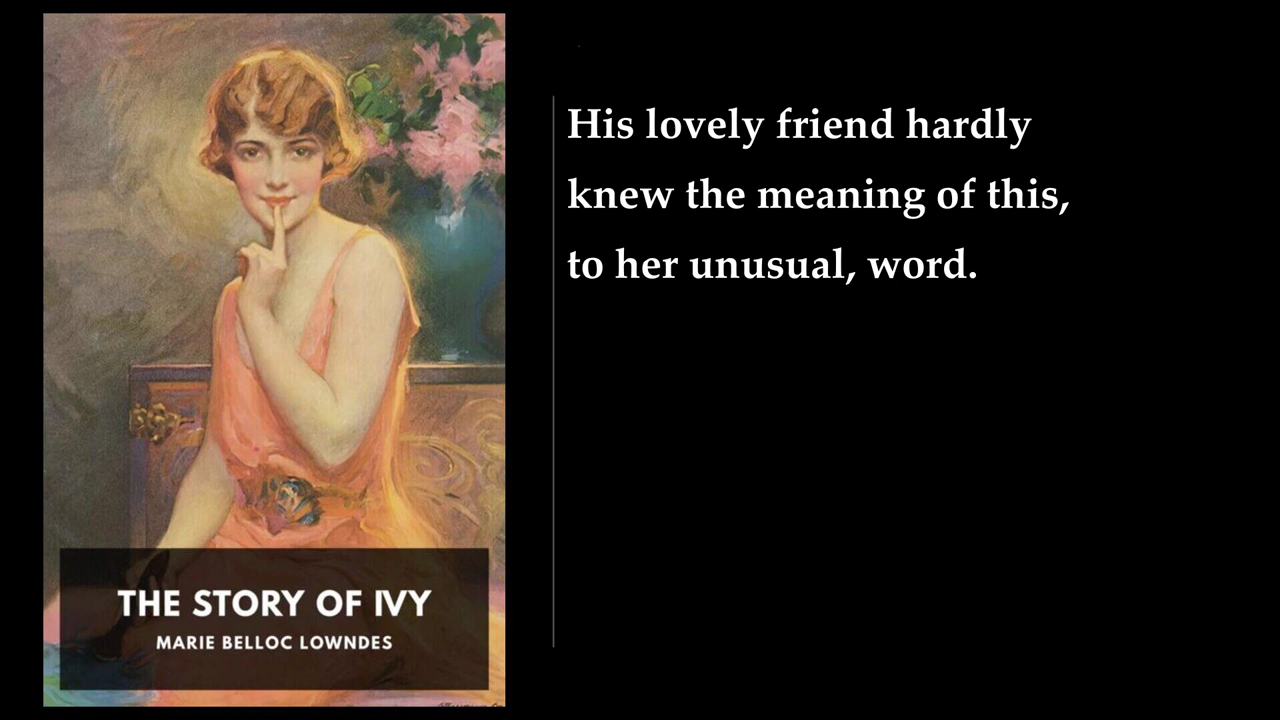 His lovely friend hardly
knew the meaning of this,
to her unusual, word.
THE STORY OF IVY
MARIE BELLOC LOWNDES